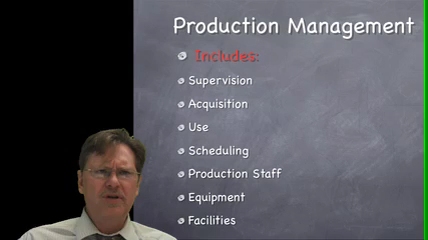 Production Management
Includes:
Supervision
Acquisition
Use
Scheduling
Production Staff
Equipment
Facilities